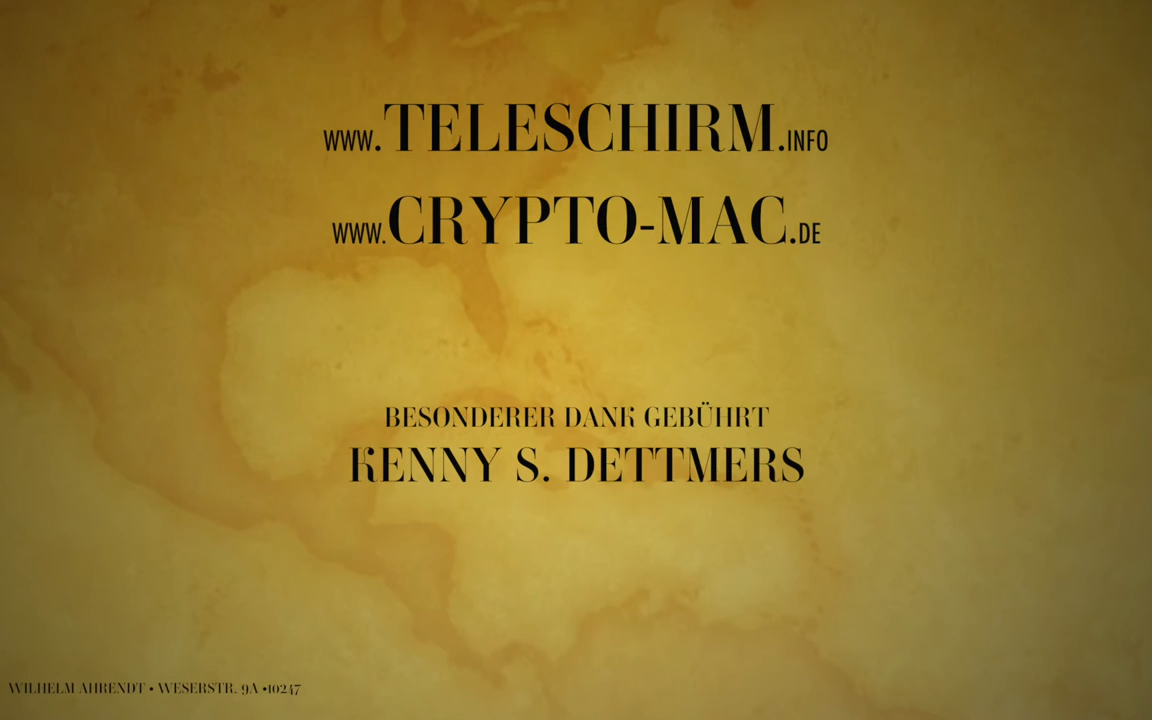 WWW.TELESCHIRM.INFO
WWW.CRYPTO-MAC.DE
BESONDERER DANK GEBÜHRT
KENNY S. DETTMERS
WILHELM AHRENDT • WESERSTR. 9A •10247